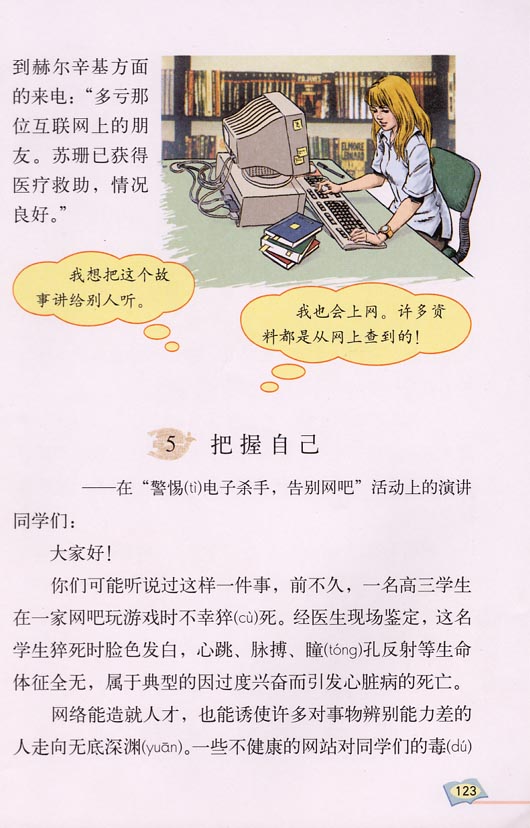 到赫尔辛基方面
的来电：“多亏那
位互联网上的朋
友。苏珊已获得
医疗救助，情况
良好。”
P.D. JAMES
ELMORE
LEONARD
我想把这个故
事讲给别人听。
我也会上网。许多资
料都是从网上查到的！
5 把握自己
——在“警惕(tì)电子杀手，告别网吧”活动上的演讲
同学们：
大家好！
你们可能听说过这样一件事，前不久，一名高三学生
在一家网吧玩游戏时不幸猝(cù)死。经医生现场鉴定，这名
学生猝死时脸色发白，心跳、脉搏、瞳(tóng)孔反射等生命
体征全无，属于典型的因过度兴奋而引发心脏病的死亡。
网络能造就人才，也能诱使许多对事物辨别能力差的
人走向无底深渊(yuān)。一些不健康的网站对同学们的毒(dú)
123